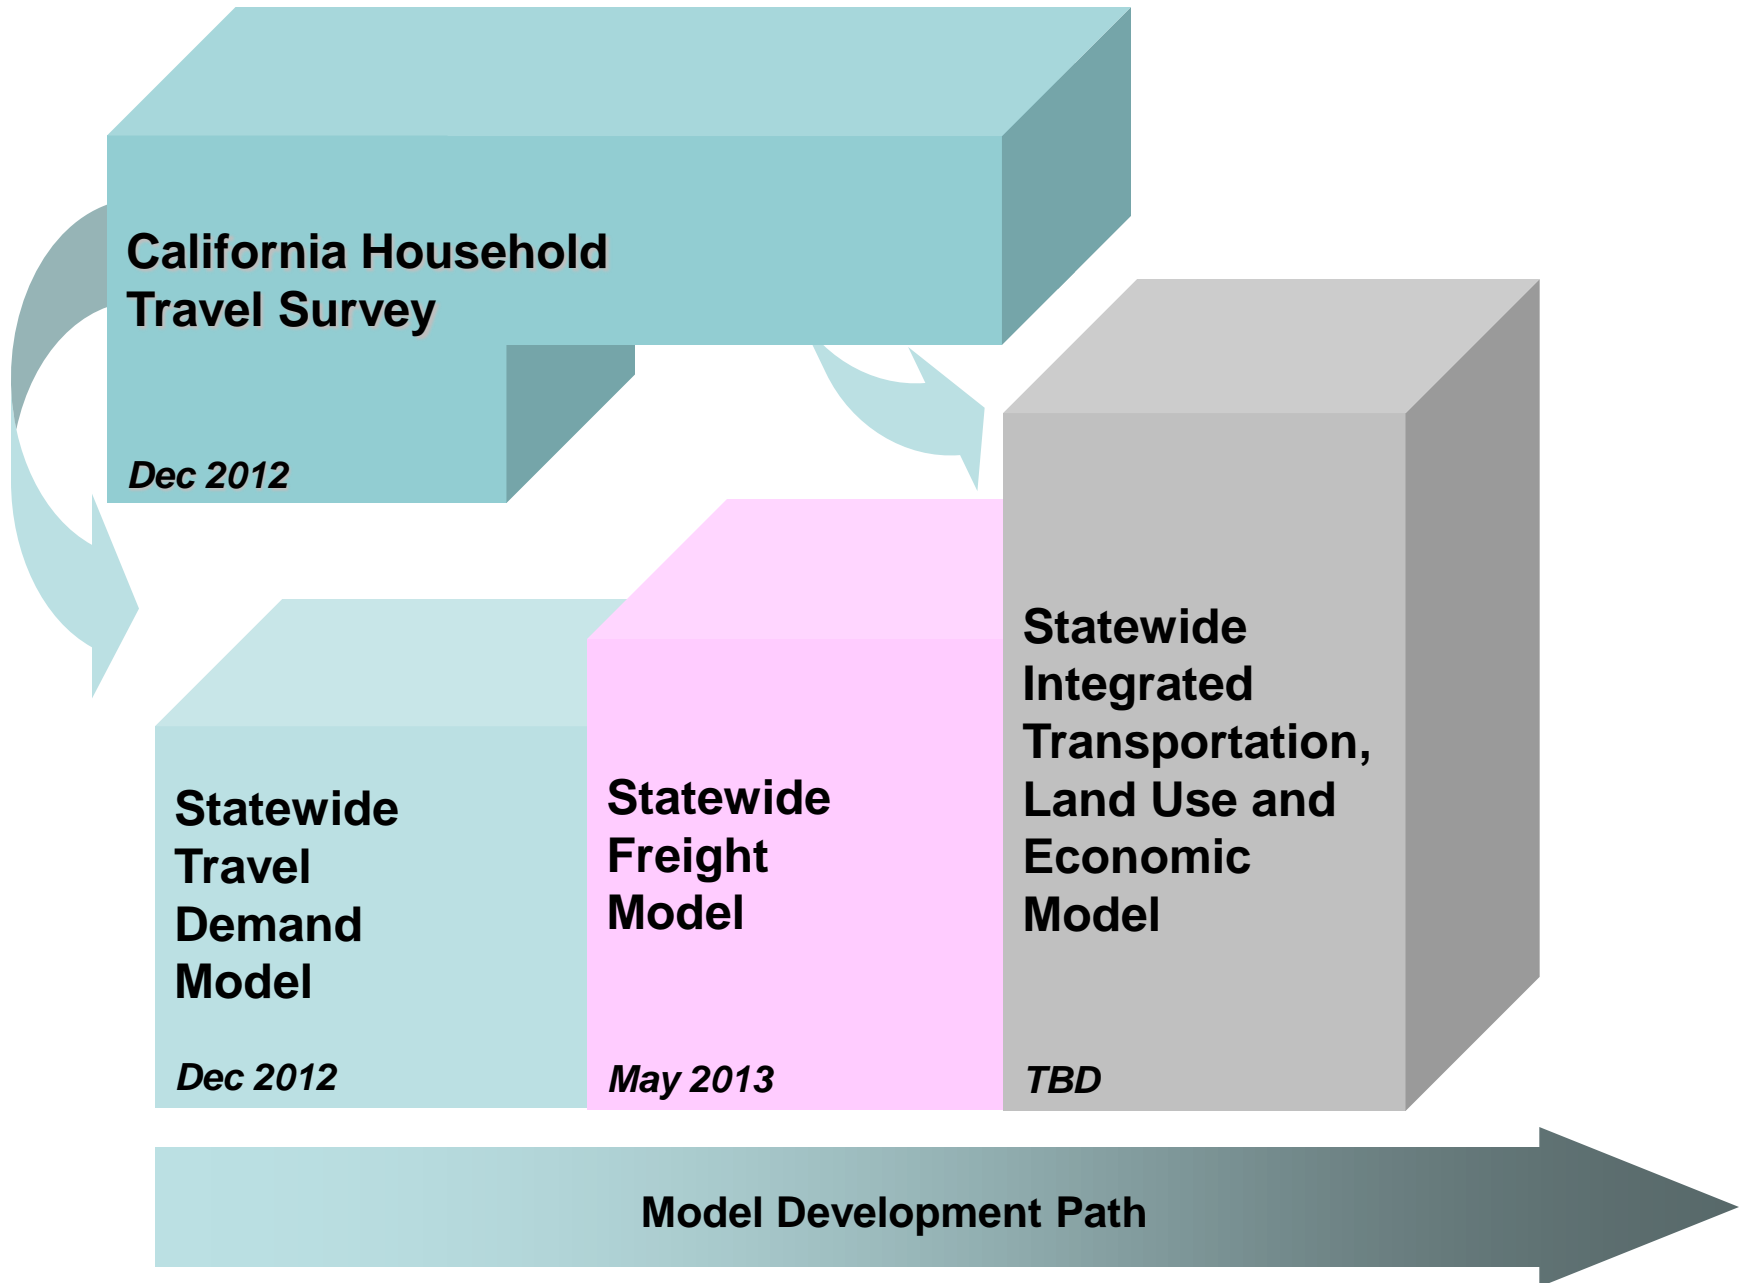 California Household
Travel Survey
Dec 2012
Statewide
Travel
Demand
Model
Dec 2012
Statewide
Freight
Model
May 2013
Statewide
Integrated
Transportation,
Land Use and
Economic
Model
TBD
Model Development Path